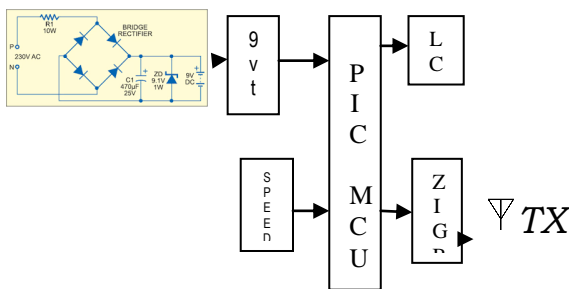 R1
10W
BRIDGE
RECTIFIER
P
230V AC
N
C1
470µF
25V
ZD
9.1V
1W
9V
DC
9
v
t
P
I
C
M
C
U
L
C
S
P
E
E
D
Z
I
G
TX